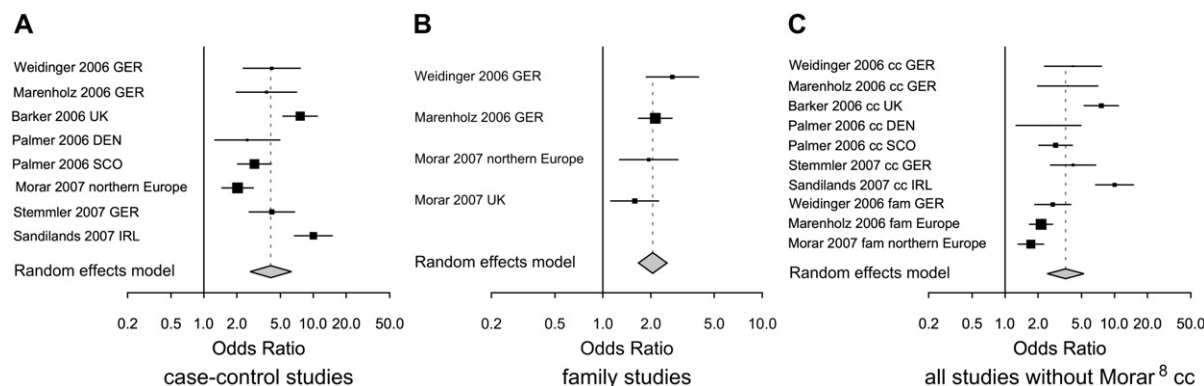 A
Weidinger 2006 GER
Marenholz 2006 GER
Barker 2006 UK
Palmer 2006 DEN
Palmer 2006 SCO
Morar 2007 northern Europe
Stemmler 2007 GER
Sandilands 2007 IRL
Random effects model
0.2 0.5 1.0 2.0 5.0 10.0 50.0
Odds Ratio
case-control studies
B
Weidinger 2006 GER
Marenholz 2006 GER
Morar 2007 northern Europe
Morar 2007 UK
Random effects model
0.2 0.5 1.0 2.0 5.0 10.0
Odds Ratio
family studies
C
Weidinger 2006 cc GER
Marenholz 2006 cc GER
Barker 2006 cc UK
Palmer 2006 cc DEN
Palmer 2006 cc SCO
Stemmler 2007 cc GER
Sandilands 2007 cc IRL
Weidinger 2006 fam GER
Marenholz 2006 fam Europe
Morar 2007 fam northern Europe
Random effects model
0.2 0.5 1.0 2.0 5.0 10.0 50.0
Odds Ratio
all studies without Morar⁸ cc